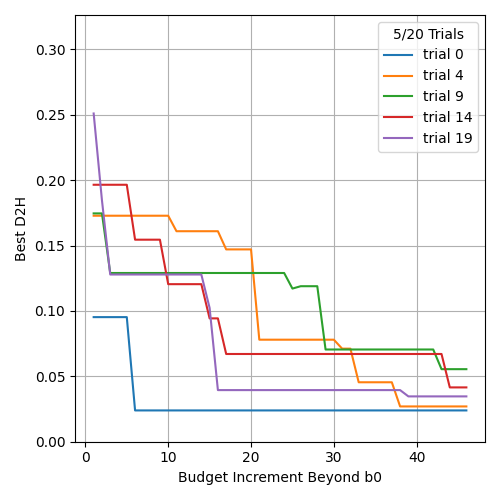 5/20 Trials
trial 0
trial 4
trial 9
trial 14
trial 19
0.30
0.25
0.20
0.15
0.10
0.05
0.00
Best D2H
0 10 20 30 40
Budget Increment Beyond b0